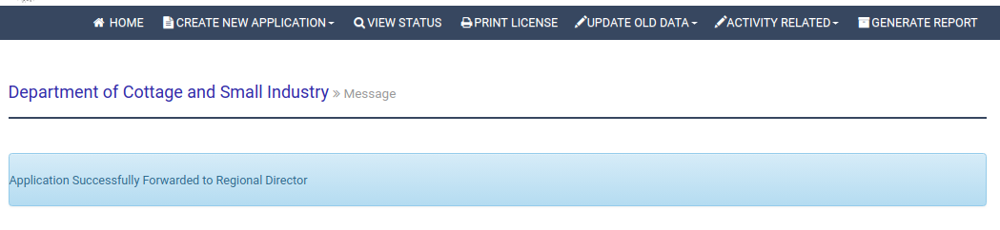 HOME CREATE NEW APPLICATION VIEW STATUS PRINT LICENSE UPDATE OLD DATA ACTIVITY RELATED GENERATE REPORT
Department of Cottage and Small Industry » Message
Application Successfully Forwarded to Regional Director